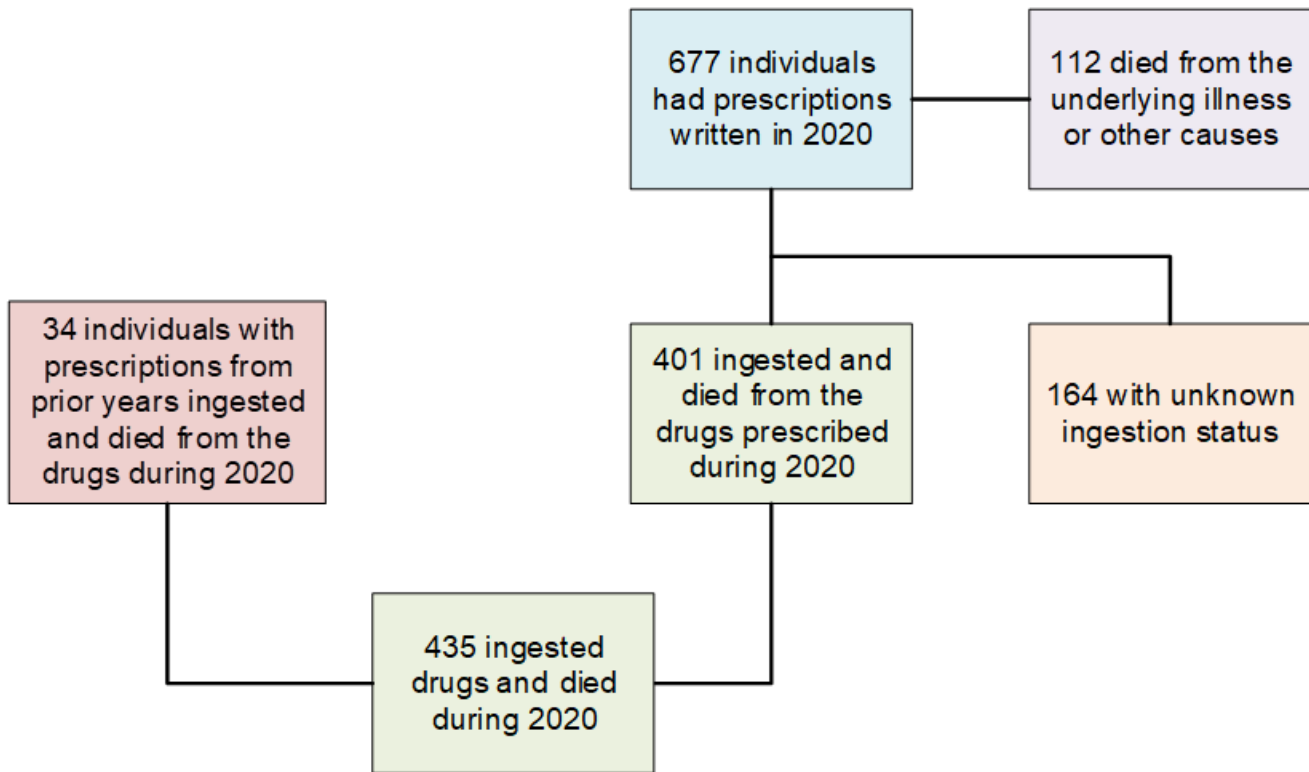 677 individuals
had prescriptions
written in 2020
112 died from the
underlying illness
or other causes
34 individuals with
prescriptions from
prior years ingested
and died from the
drugs during 2020
401 ingested and
died from the
drugs prescribed
during 2020
164 with unknown
ingestion status
435 ingested
drugs and died
during 2020